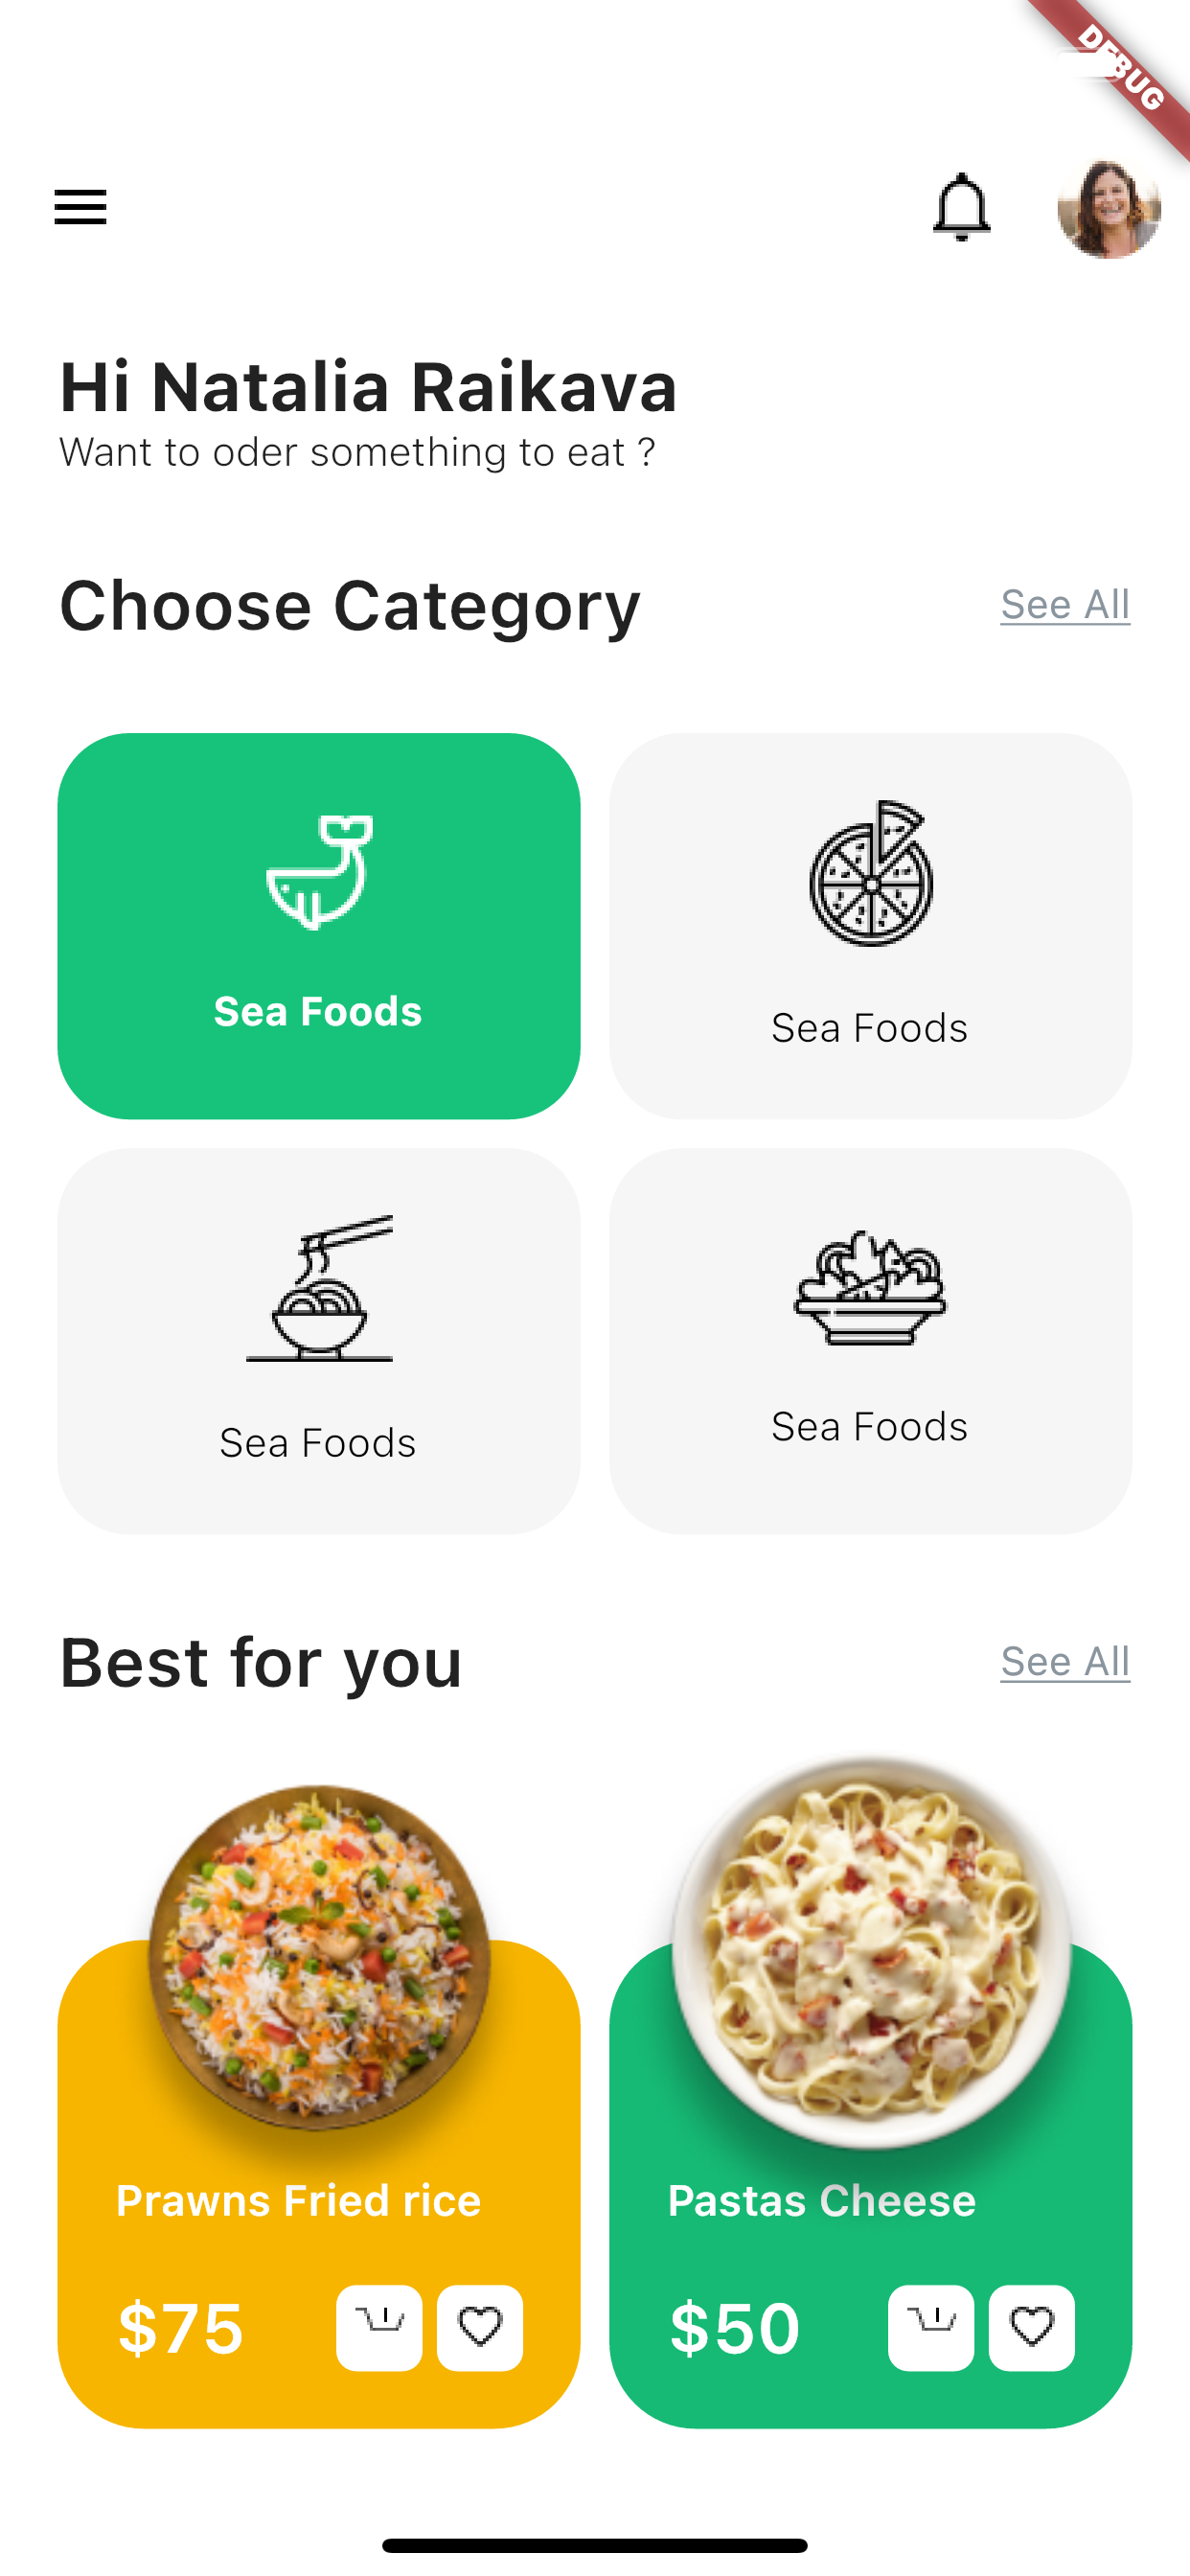 DEBUG
Hi Natalia Raikava
Want to oder something to eat ?
Choose Category
See All
Sea Foods
Sea Foods
Sea Foods
Sea Foods
Best for you
See All
Prawns Fried rice
Pastas Cheese
$75
$50